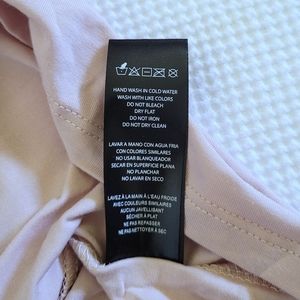 HAND WASH IN COLD WATER
WASH WITH LIKE COLORS
DO NOT BLEACH
DRY FLAT
DO NOT IRON
DO NOT DRY CLEAN
LAVAR A MANO CON AGUA FRIA
CON COLORES SIMILARES
NO USAR BLANQUEADOR
SECAR EN SUPERFICIE PLANA
NO PLANCHAR
NO LAVAR EN SECO
LAVEZ À LA MAIN À L'EAU FROIDE
AVEC COULEURS SIMILAIRES
AUCUN JAVELLISANT
SÉCHER À PLAT
NE PAS REPASSER
NE PAS NETTOYER À SEC